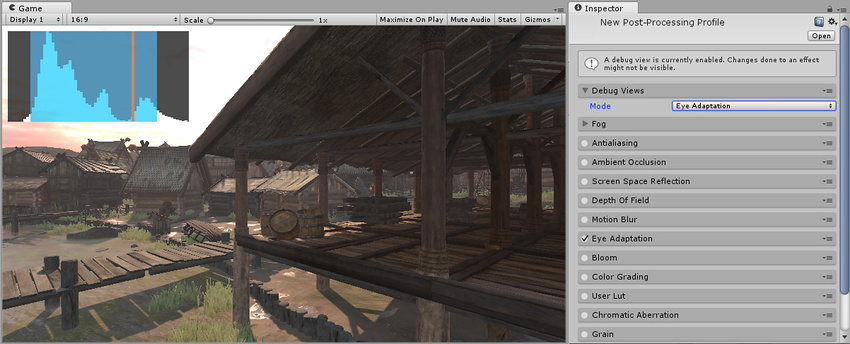 Game
Display 1
16:9
Scale
1x
Maximize On Play
Mute Audio
Stats
Gizmos
Inspector
New Post-Processing Profile
Open
A debug view is currently enabled. Changes done to an effect
might not be visible.
Debug Views
Mode
Eye Adaptation
Fog
Antialiasing
Ambient Occlusion
Screen Space Reflection
Depth Of Field
Motion Blur
Eye Adaptation
Bloom
Color Grading
User Lut
Chromatic Aberration
Grain